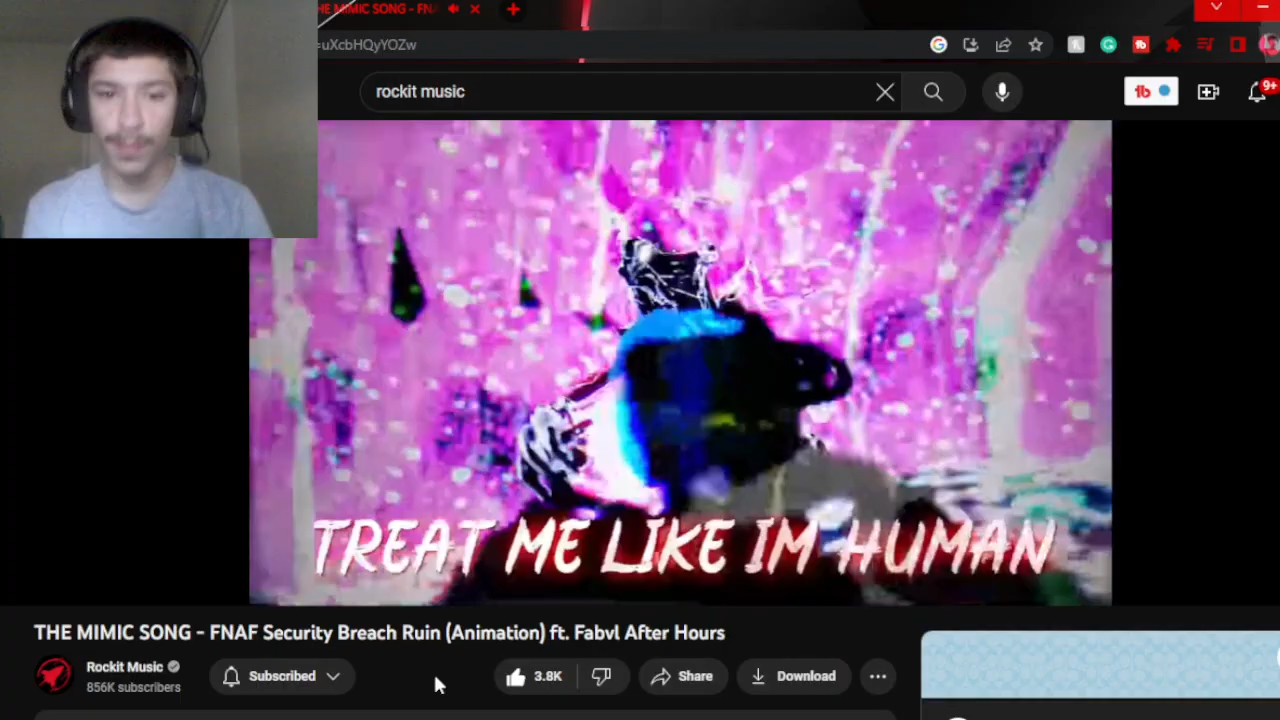 HE MIMIC SONG - FNA
=uXcbHQyYOZw
rockit music
9+
TREAT ME LIKE IM HUMAN
THE MIMIC SONG - FNAF Security Breach Ruin (Animation) ft. Fabvl After Hours
Rockit Music
856K subscribers
Subscribed
3.8K
Share
Download